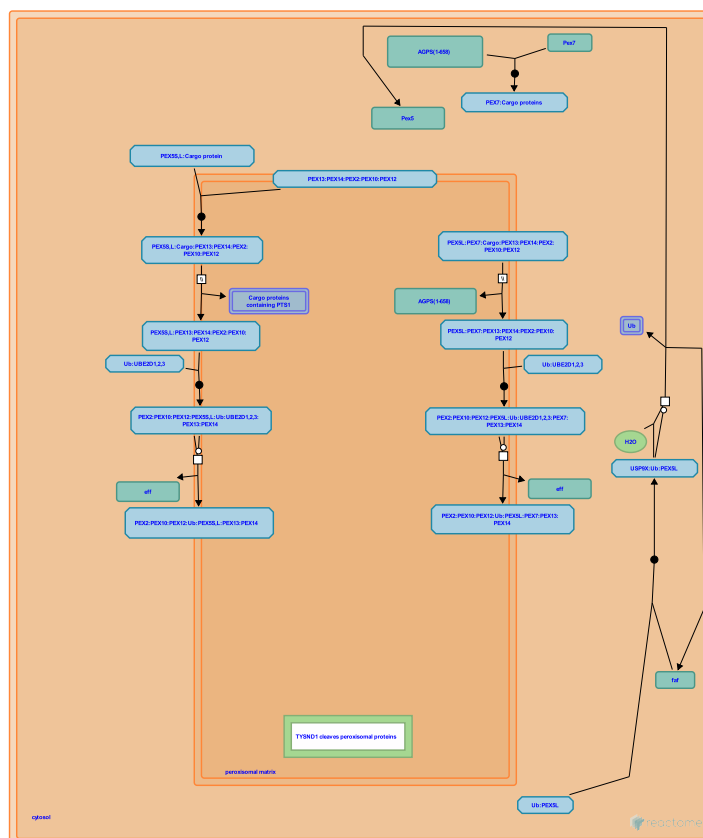 AGPS(1-658)
Pex7
PEX7:Cargo proteins
Pex5
PEX5S,L:Cargo protein
PEX13:PEX14:PEX2:PEX10:PEX12
PEX5S,L:Cargo:PEX13:PEX14:PEX2:
PEX10:PEX12
PEX5L:PEX7:Cargo:PEX13:PEX14:PEX2:
PEX10:PEX12
Cargo proteins
containing PTS1
AGPS(1-658)
PEX5S,L:PEX13:PEX14:PEX2:PEX10:
PEX12
PEX5L:PEX7:PEX13:PEX14:PEX2:PEX10:
PEX12
Ub
Ub:UBE2D1,2,3
Ub:UBE2D1,2,3
PEX2:PEX10:PEX12:PEX5S,L:Ub:UBE2D1,2,3:
PEX13:PEX14
PEX2:PEX10:PEX12:PEX5L:Ub:UBE2D1,2,3:PEX7:
PEX13:PEX14
H2O
USP9X:Ub:PEX5L
eff
eff
PEX2:PEX10:PEX12:Ub:PEX5S,L:PEX13:PEX14
PEX2:PEX10:PEX12:Ub:PEX5L:PEX7:PEX13:
PEX14
faf
TYSND1 cleaves peroxisomal proteins
peroxisomal matrix
Ub:PEX5L
cytosol
reactome